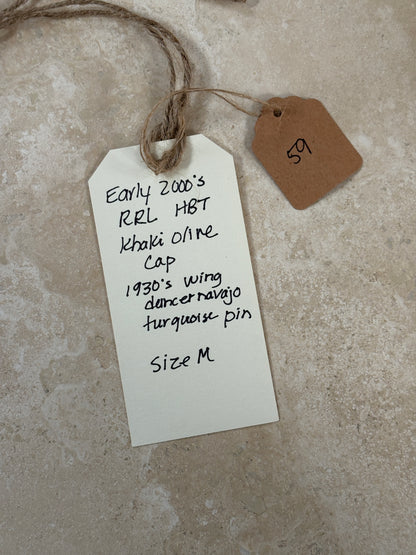 Early 2000's
RRL HBT
Khaki Olive
Cap
1930's wing
dancer navajo
turquoise pin
Size M
59